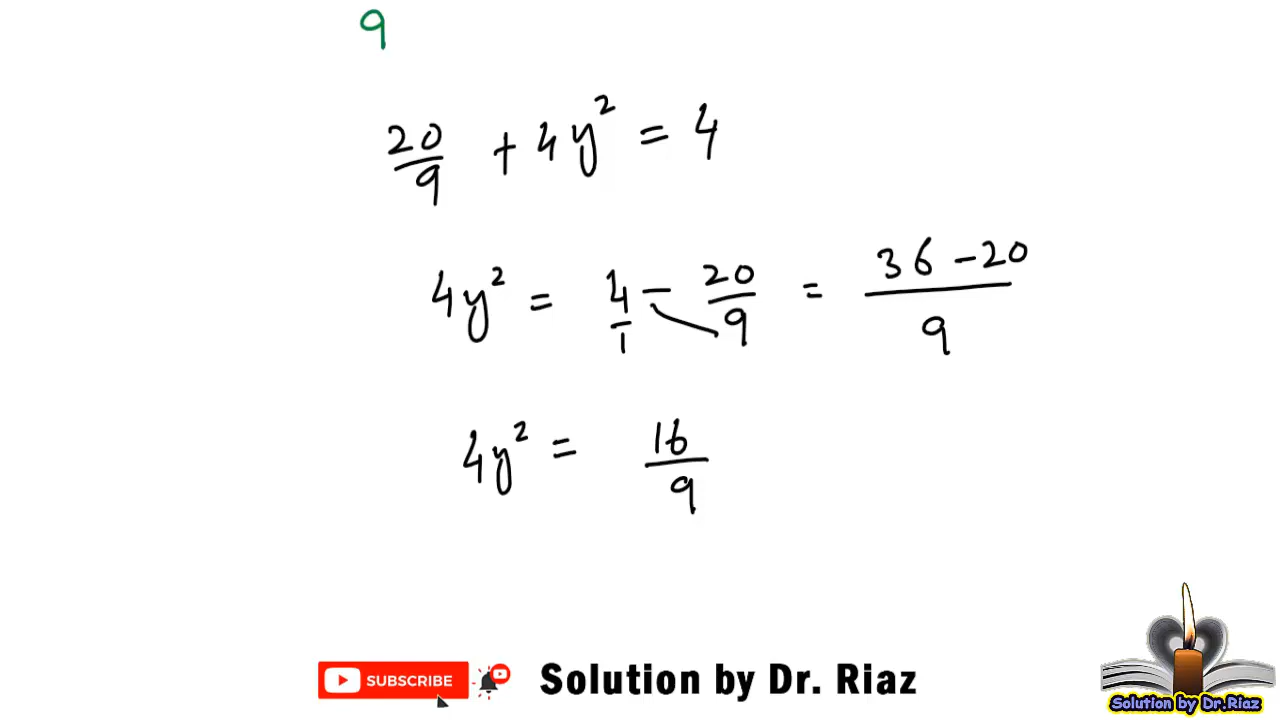 9
20/9 + 4y² = 4
4y² = 4/1 - 20/9 = (36 - 20)/9
4y² = 16/9
SUBSCRIBE
Solution by Dr. Riaz
Solution by Dr.Riaz